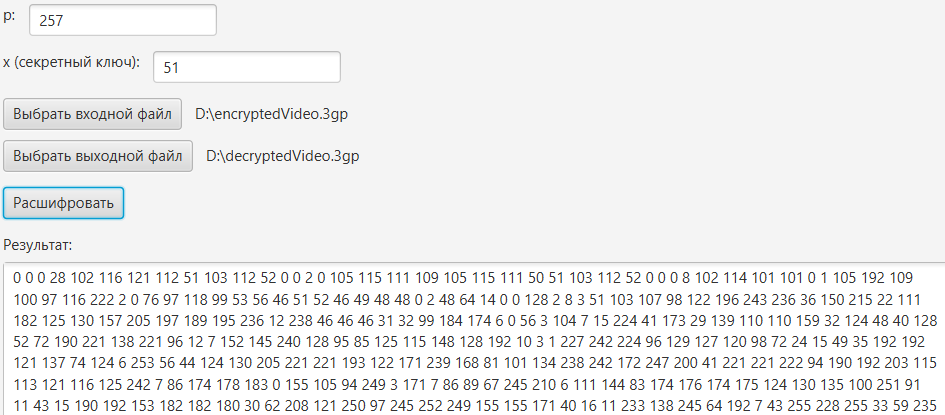 p: 257
x (секретный ключ): 51
Выбрать входной файл D:\encryptedVideo.3gp
Выбрать выходной файл D:\decryptedVideo.3gp
Расшифровать
Результат:
0 0 0 28 102 116 121 112 51 103 112 52 0 0 2 0 105 115 111 109 105 115 111 50 51 103 112 52 0 0 0 8 102 114 101 101 0 1 105 192 109
100 97 116 222 2 0 76 97 118 99 53 56 46 51 52 46 49 48 48 0 2 48 64 14 0 0 128 2 8 3 51 103 107 98 122 196 243 236 36 150 215 22 111
182 125 130 157 205 197 189 195 236 12 238 46 46 46 31 32 99 184 174 6 0 56 3 104 7 15 224 41 173 29 139 110 110 159 32 124 48 40 128
52 72 190 221 138 221 96 12 7 152 145 240 128 95 85 125 115 148 128 192 10 3 1 227 242 224 96 129 127 120 98 72 24 15 49 35 192 192
121 137 74 124 6 253 56 44 124 130 205 221 221 193 122 171 239 168 81 101 134 238 242 172 247 200 41 221 221 222 94 190 192 203 115
113 121 116 125 242 7 86 174 178 183 0 155 105 94 249 3 171 7 86 89 67 245 210 6 111 144 83 174 176 174 175 124 130 135 100 251 91
11 43 15 190 192 153 182 182 180 30 62 208 121 250 97 245 252 249 155 155 171 40 16 11 233 138 245 64 192 7 43 255 228 255 33 59 235